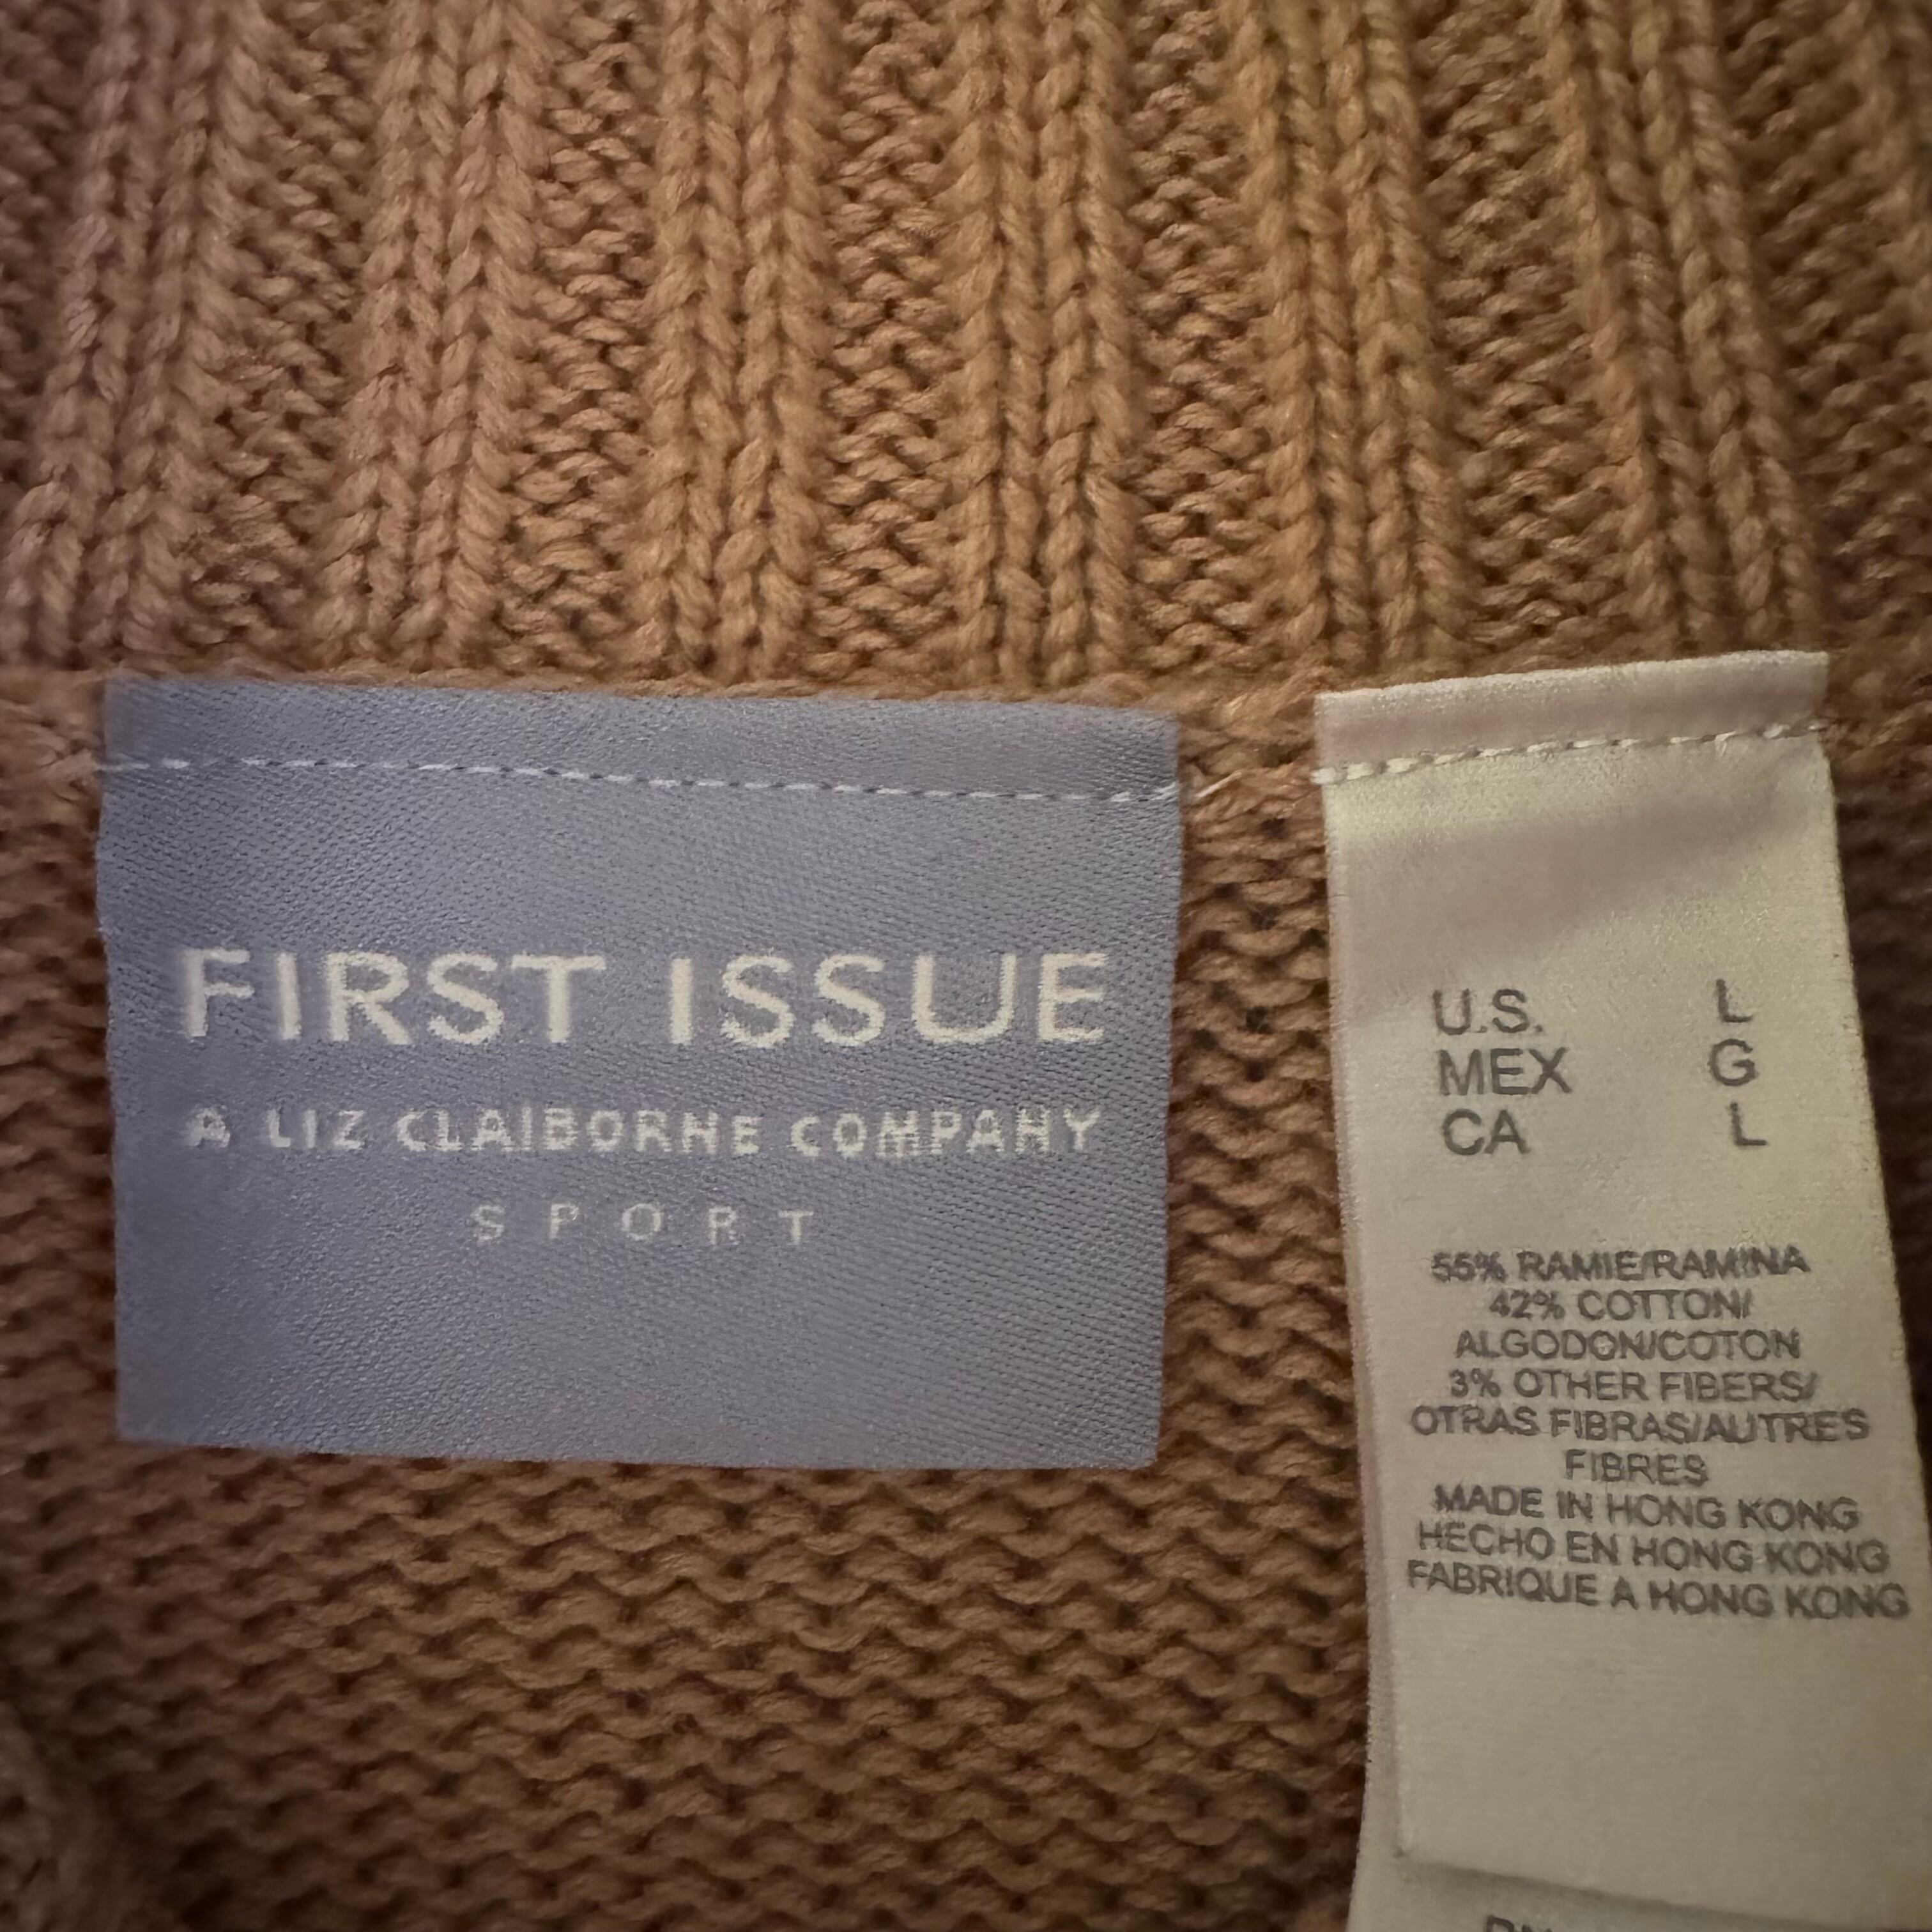 FIRST ISSUE
A LIZ CLAIBORNE COMPANY
SPORT
U.S. L
MEX G
CA L
55% RAMIE/RAMINA
42% COTTON/
ALGODON/COTON
3% OTHER FIBERS/
OTRAS FIBRAS/AUTRES
FIBRES
MADE IN HONG KONG
HECHO EN HONG KONG
FABRIQUE A HONG KONG